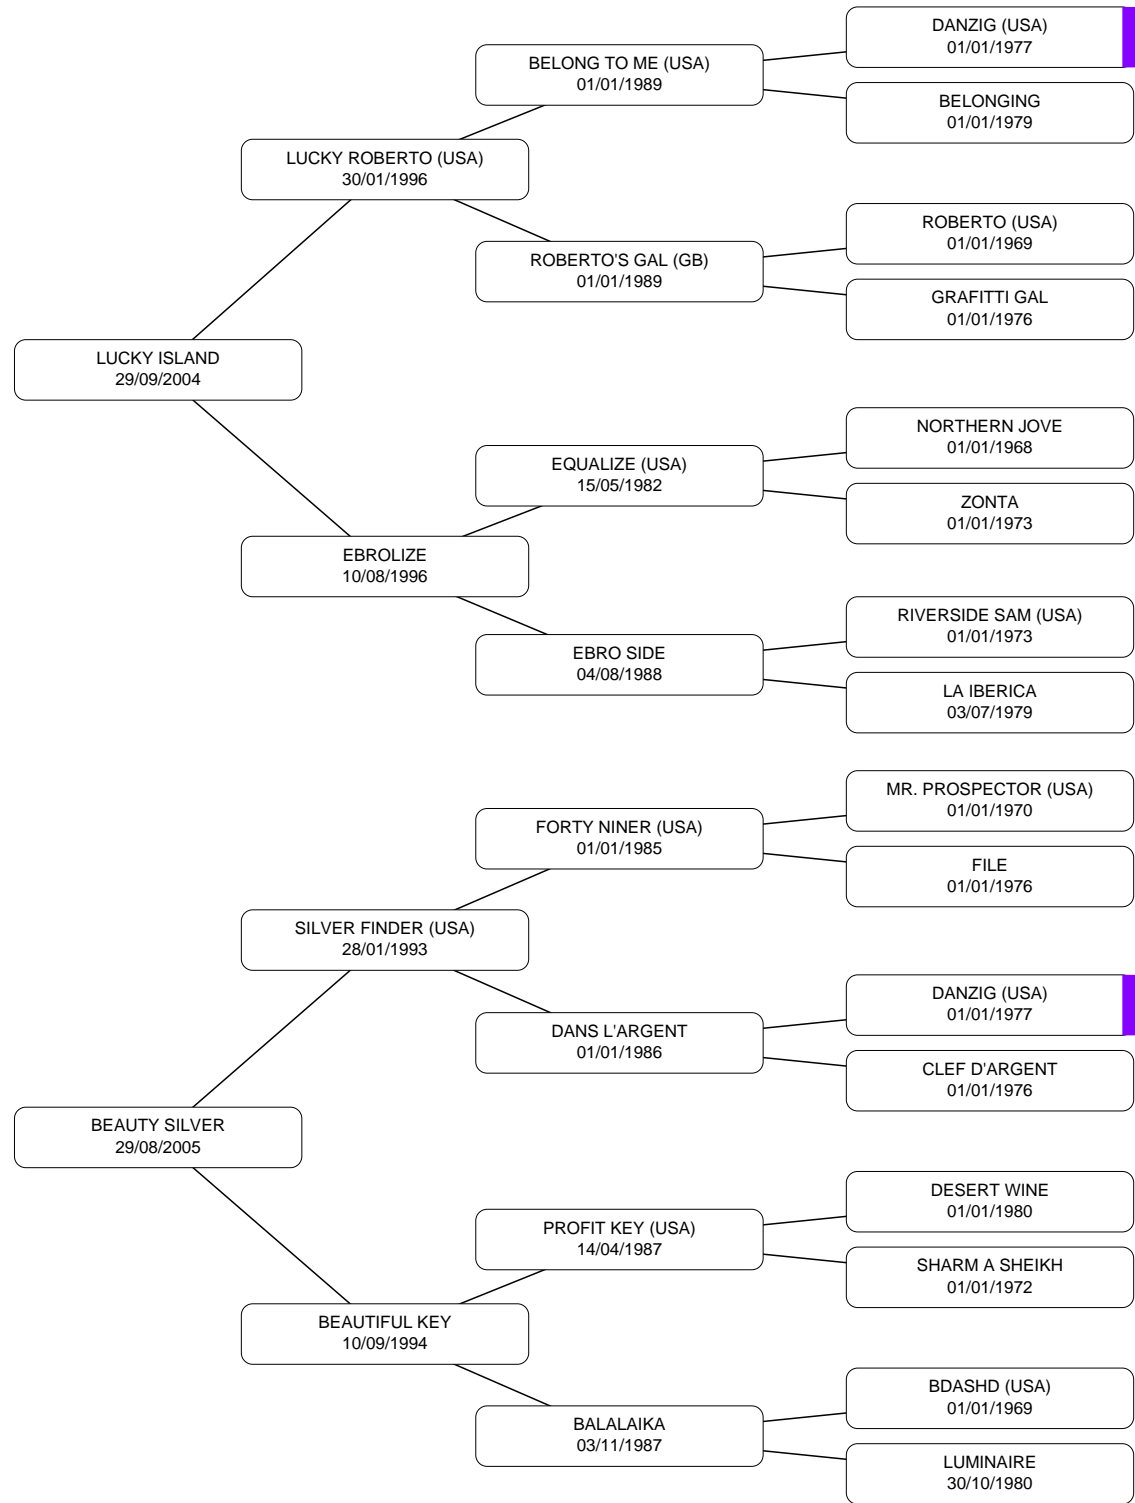 DANZIG (USA)
01/01/1977
BELONG TO ME (USA)
01/01/1989
BELONGING
01/01/1979
LUCKY ROBERTO (USA)
30/01/1996
ROBERTO (USA)
01/01/1969
ROBERTO'S GAL (GB)
01/01/1989
GRAFITTI GAL
01/01/1976
LUCKY ISLAND
29/09/2004
NORTHERN JOVE
01/01/1968
EQUALIZE (USA)
15/05/1982
ZONTA
01/01/1973
EBROLIZE
10/08/1996
RIVERSIDE SAM (USA)
01/01/1973
EBRO SIDE
04/08/1988
LA IBERICA
03/07/1979
MR. PROSPECTOR (USA)
01/01/1970
FORTY NINER (USA)
01/01/1985
FILE
01/01/1976
SILVER FINDER (USA)
28/01/1993
DANZIG (USA)
01/01/1977
DANS L'ARGENT
01/01/1986
CLEF D'ARGENT
01/01/1976
BEAUTY SILVER
29/08/2005
DESERT WINE
01/01/1980
PROFIT KEY (USA)
14/04/1987
SHARM A SHEIKH
01/01/1972
BEAUTIFUL KEY
10/09/1994
BDASHD (USA)
01/01/1969
BALALAIKA
03/11/1987
LUMINAIRE
30/10/1980